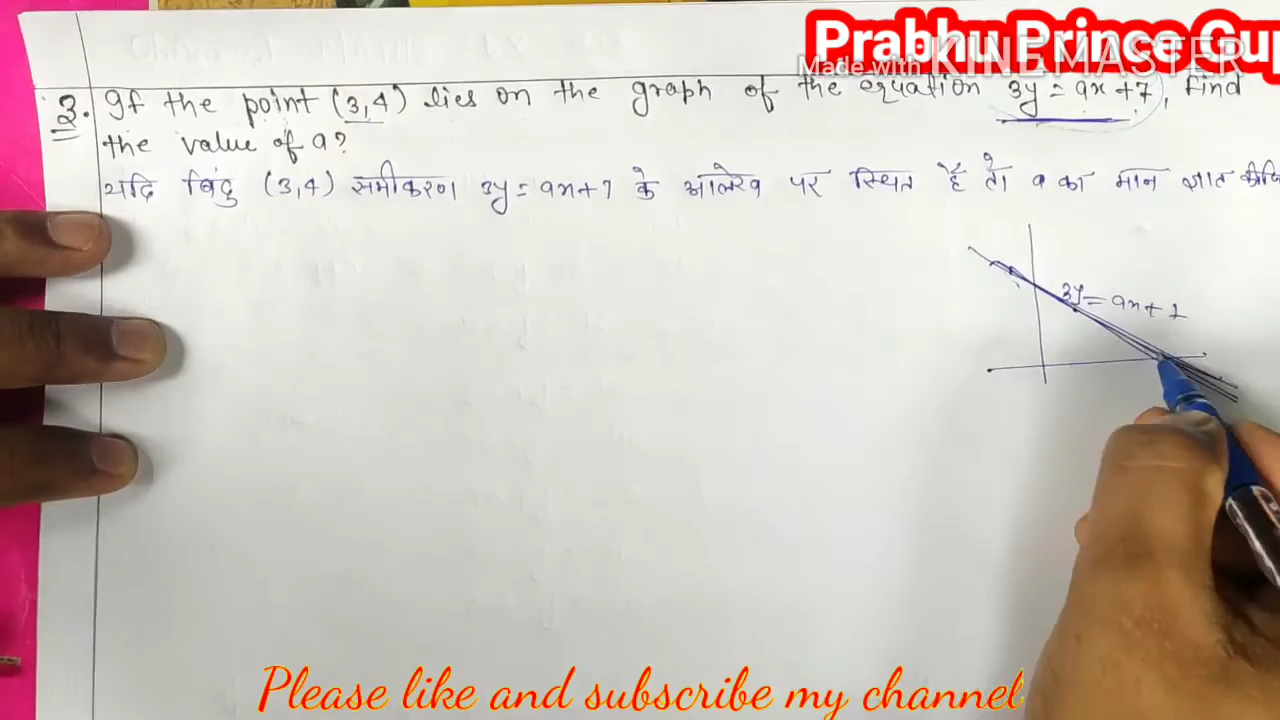 Prabhu Prince Gup
Made with KINEMASTER
3. If the point (3,4) lies on the graph of the equation 3y = ax + 7, Find
the value of a?
यदि बिंदु (3,4) समीकरण 3y = ax+7 के आलेख पर स्थित है तो a का मान ज्ञात कीजि
3y = ax + 7
Please like and subscribe my channel